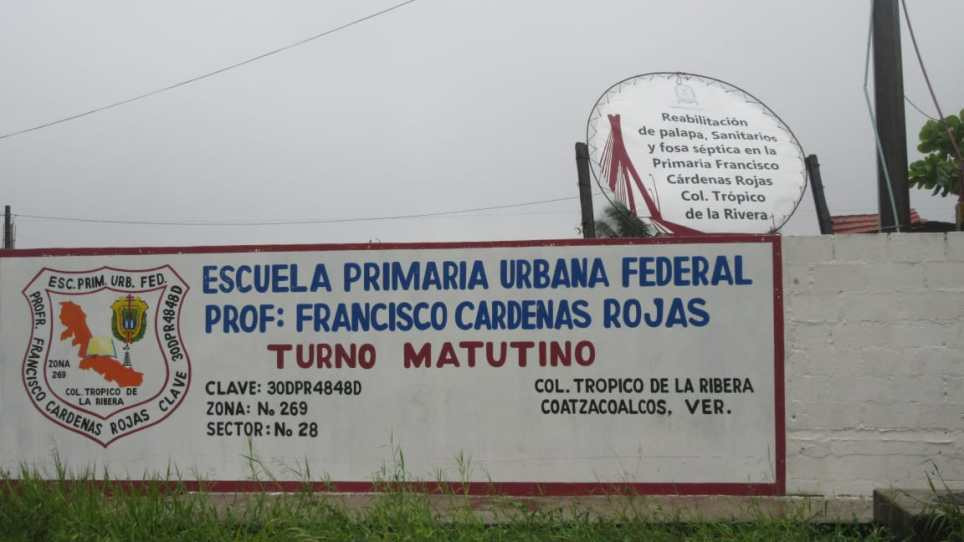 Reabilitación
de palapa, Sanitarios
y fosa séptica en la
Primaria Francisco
Cárdenas Rojas
Col. Trópico
de la Rivera
ESCUELA PRIMARIA URBANA FEDERAL
PROF: FRANCISCO CARDENAS ROJAS
TURNO MATUTINO
CLAVE: 30DPR4848D
ZONA: No 269
SECTOR: No 28
COL. TROPICO DE LA RIBERA
COATZACOALCOS, VER.
ESC. PRIM. URB. FED.
PROFR. FRANCISCO CARDENAS ROJAS CLAVE 30DPR4848D
ZONA
269
COL. TROPICO DE
LA RIBERA